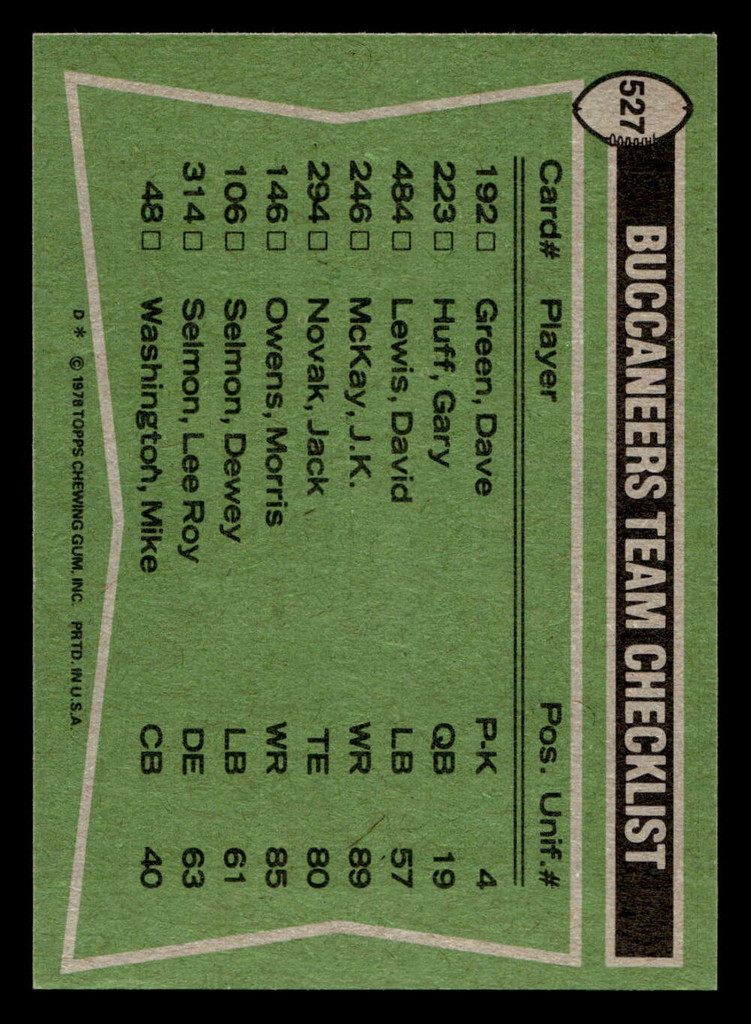 527
BUCCANEERS TEAM CHECKLIST
Card# Player Pos. Unif.#
192□ Green, Dave P-K 4
223□ Huff, Gary QB 19
484□ Lewis, David LB 57
246□ McKay, J.K. WR 89
294□ Novak, Jack TE 80
146□ Owens, Morris WR 85
106□ Selmon, Dewey LB 61
314□ Selmon, Lee Roy DE 63
48□ Washington, Mike CB 40
D* © 1978 TOPPS CHEWING GUM, INC. PRTD. IN U.S.A.